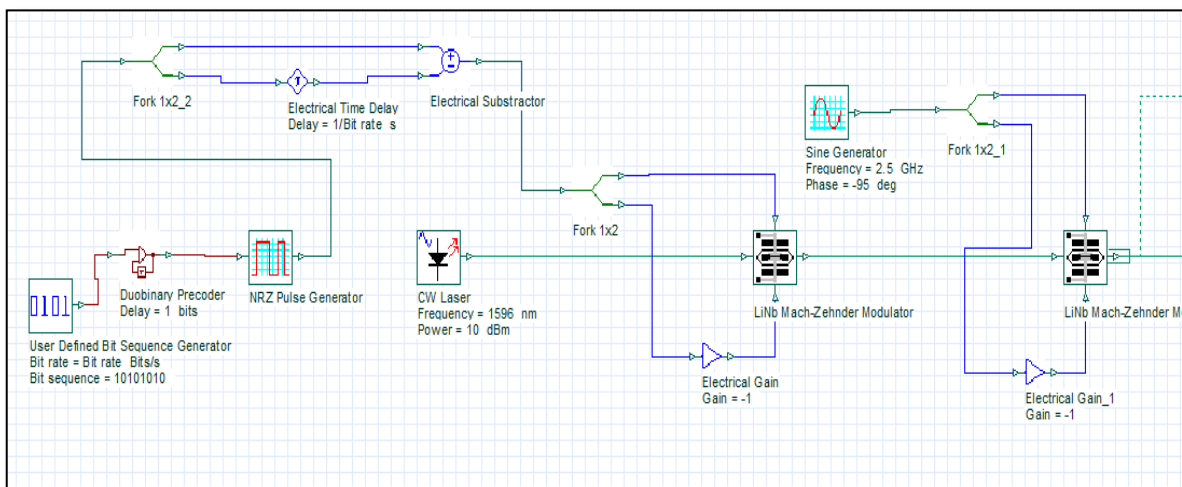 Fork 1x2_2
Electrical Time Delay
Delay = 1/Bit rate s
Electrical Substractor
Sine Generator
Frequency = 2.5 GHz
Phase = -95 deg
Fork 1x2_1
Fork 1x2
Duobinary Precoder
Delay = 1 bits
NRZ Pulse Generator
CW Laser
Frequency = 1596 nm
Power = 10 dBm
LiNb Mach-Zehnder Modulator
LiNb Mach-Zehnder M
User Defined Bit Sequence Generator
Bit rate = Bit rate Bits/s
Bit sequence = 10101010
0101
T
T
Electrical Gain
Gain = -1
Electrical Gain_1
Gain = -1